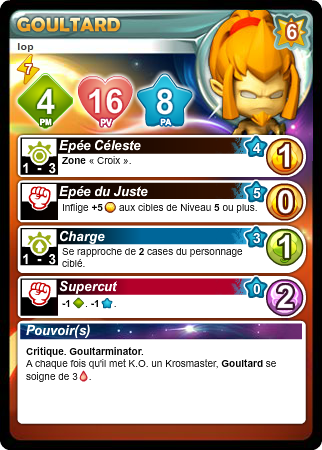 GOULTARD
6
Iop
7
4
PM
16
PV
8
PA
Epée Céleste
4
1
Zone « Croix ».
1 - 3
Epée du Juste
5
0
Inflige +5 aux cibles de Niveau 5 ou plus.
Charge
3
1
Se rapproche de 2 cases du personnage
ciblé.
1 - 3
Supercut
0
2
-1 . -1 .
Pouvoir(s)
Critique. Goultarminator.
A chaque fois qu'il met K.O. un Krosmaster, Goultard se
soigne de 3 .